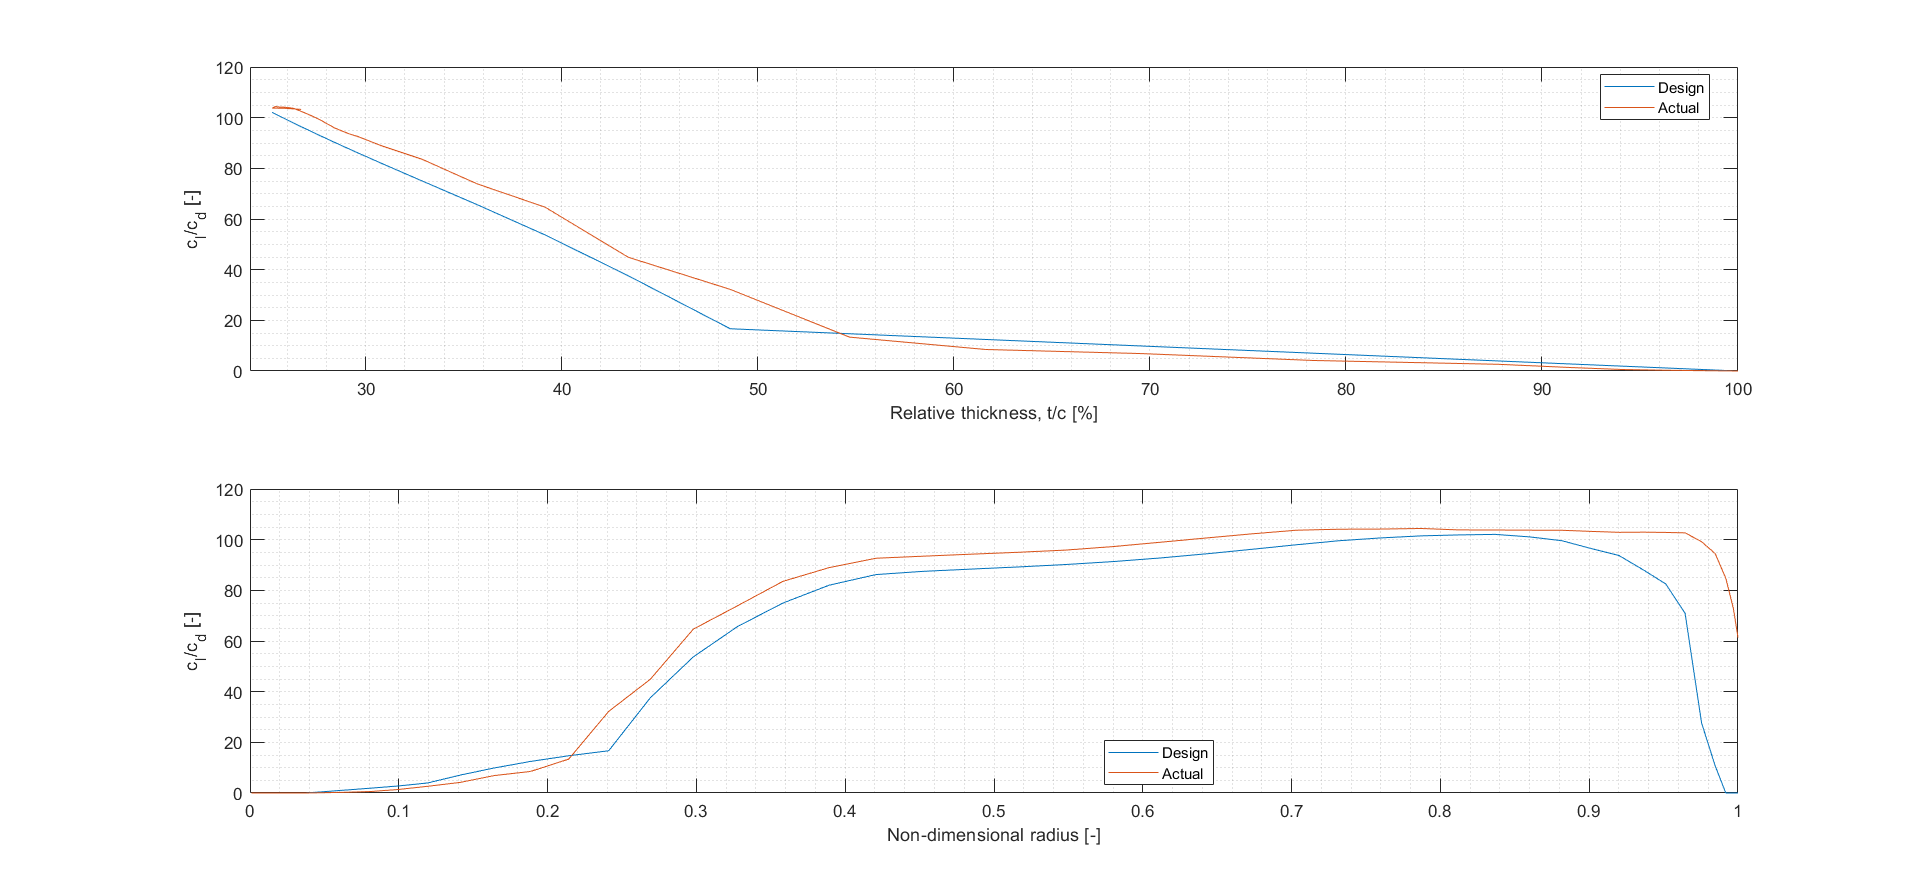 120
100
80
60
40
20
0
c_l/c_d [-]
Design
Actual
30 40 50 60 70 80 90 100
Relative thickness, t/c [%]
120
100
80
60
40
20
0
c_l/c_d [-]
Design
Actual
0 0.1 0.2 0.3 0.4 0.5 0.6 0.7 0.8 0.9 1
Non-dimensional radius [-]